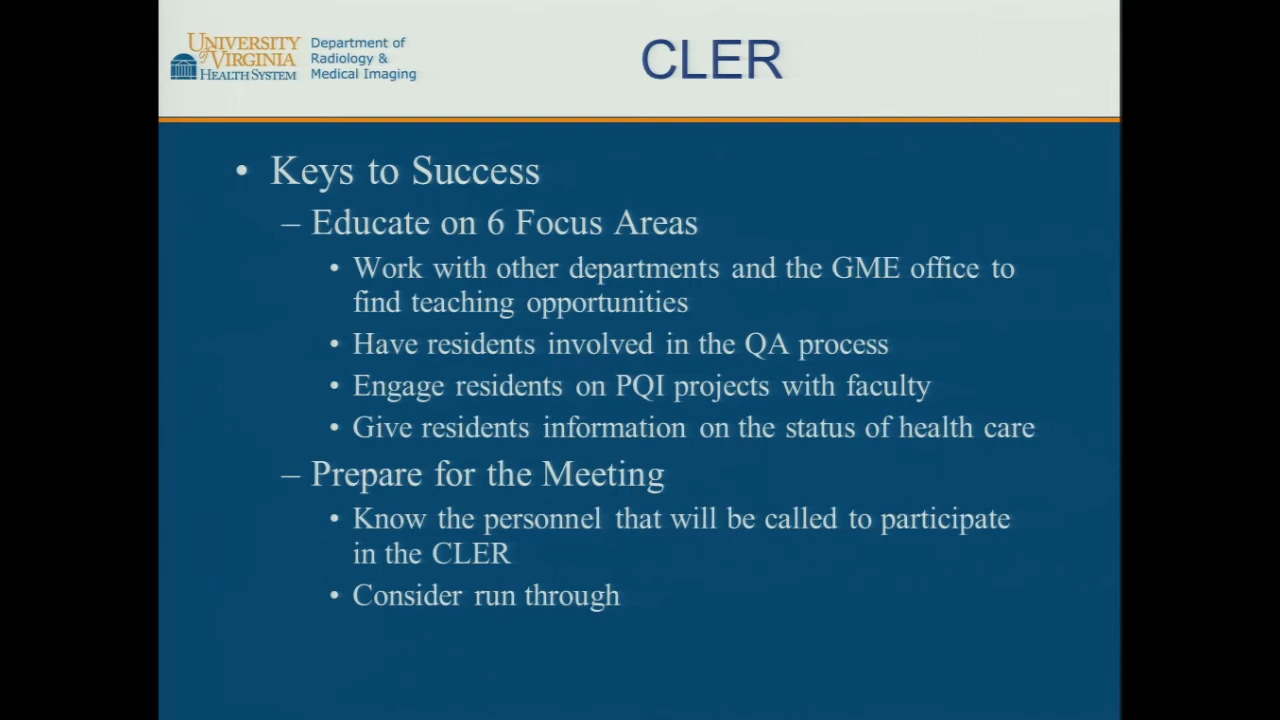 UNIVERSITY
of VIRGINIA
HEALTH SYSTEM
Department of
Radiology &
Medical Imaging
CLER
• Keys to Success
– Educate on 6 Focus Areas
• Work with other departments and the GME office to
find teaching opportunities
• Have residents involved in the QA process
• Engage residents on PQI projects with faculty
• Give residents information on the status of health care
– Prepare for the Meeting
• Know the personnel that will be called to participate
in the CLER
• Consider run through